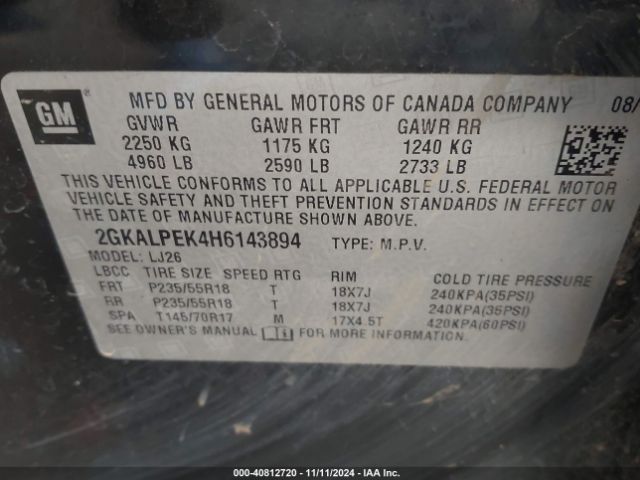 GM ®
MFD BY GENERAL MOTORS OF CANADA COMPANY 08/
GVWR GAWR FRT GAWR RR
2250 KG 1175 KG 1240 KG
4960 LB 2590 LB 2733 LB
THIS VEHICLE CONFORMS TO ALL APPLICABLE U.S. FEDERAL MOTOR
VEHICLE SAFETY AND THEFT PREVENTION STANDARDS IN EFFECT ON
THE DATE OF MANUFACTURE SHOWN ABOVE.
2GKALPEK4H6143894 TYPE: M.P.V.
MODEL: LJ26
LBCC TIRE SIZE SPEED RTG RIM COLD TIRE PRESSURE
FRT P235/55R18 T 18X7J 240KPA(35PSI)
RR P235/55R18 T 18X7J 240KPA(35PSI)
SPA T145/70R17 M 17X4.5T 420KPA(60PSI)
SEE OWNER'S MANUAL FOR MORE INFORMATION.
000-40812720 - 11/11/2024 - IAA Inc.